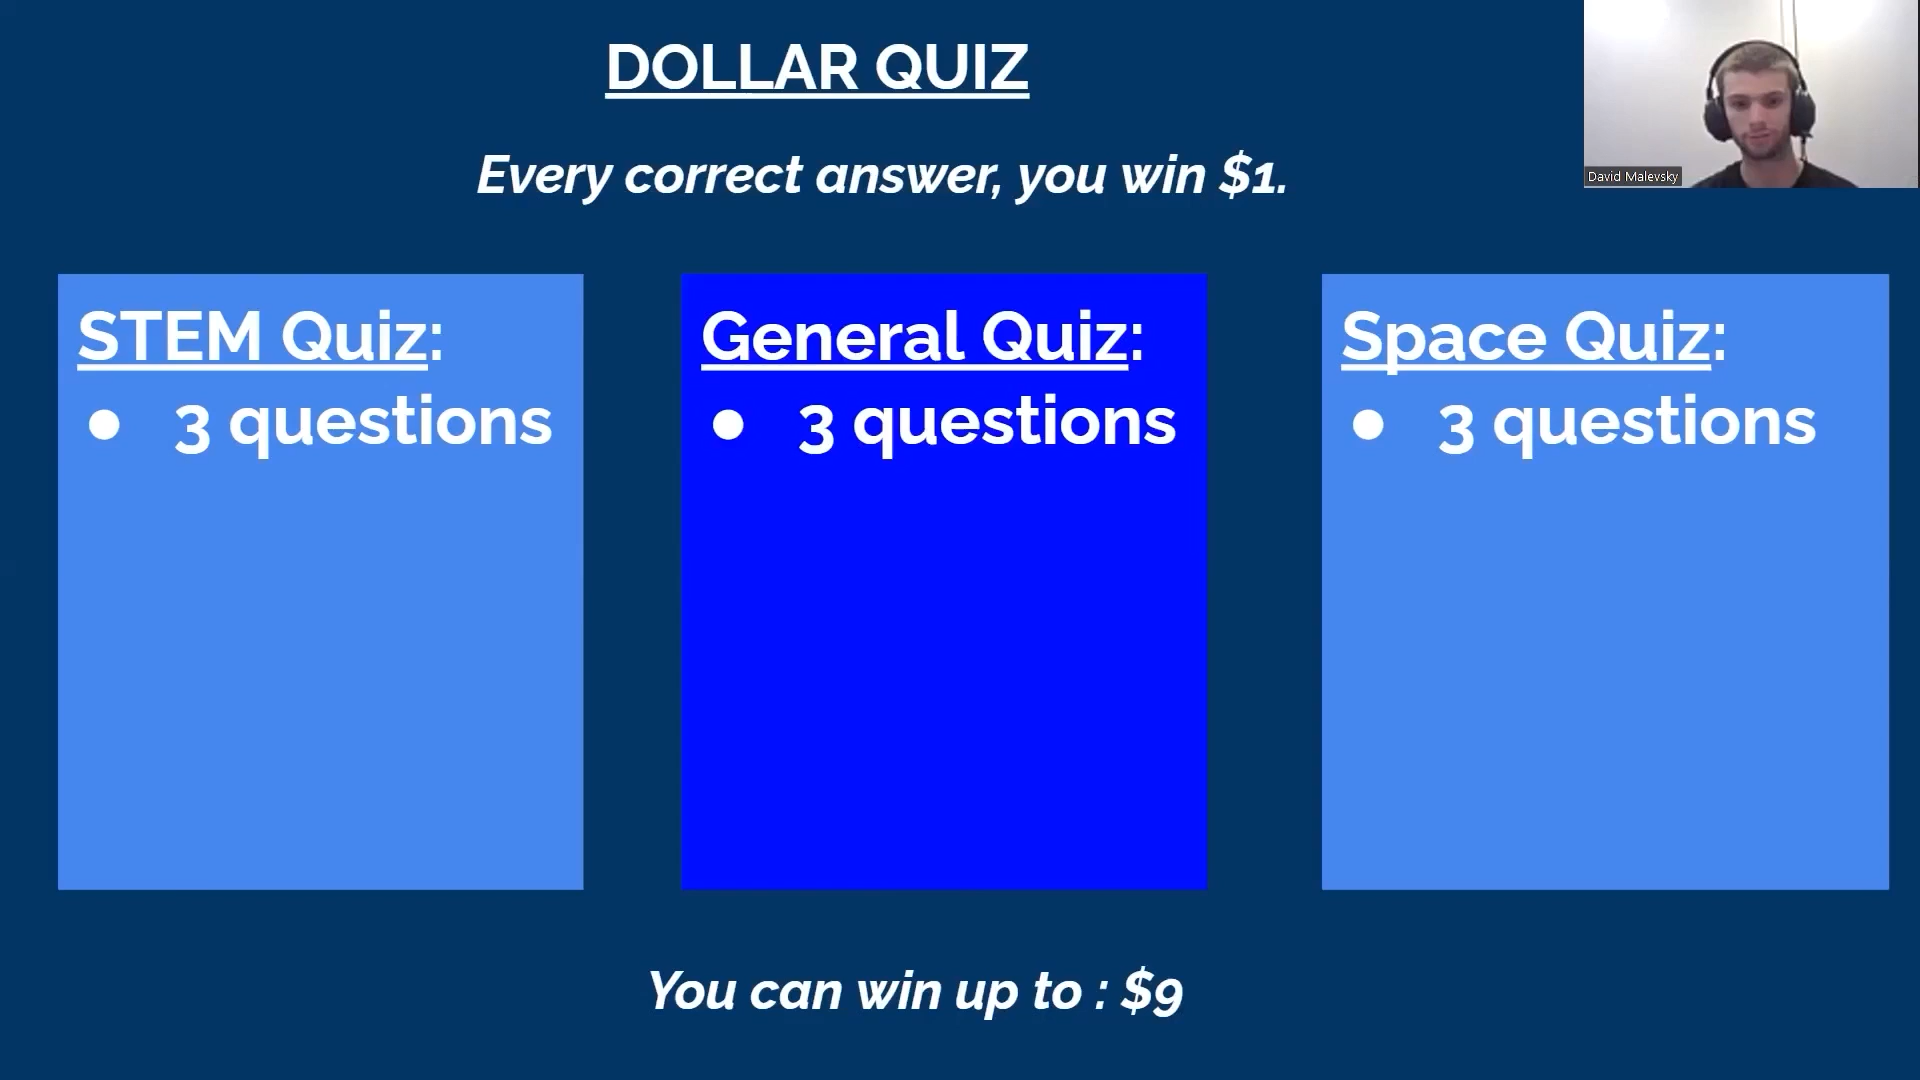 DOLLAR QUIZ
Every correct answer, you win $1.
David Malevsky
STEM Quiz:
● 3 questions
General Quiz:
● 3 questions
Space Quiz:
● 3 questions
You can win up to : $9